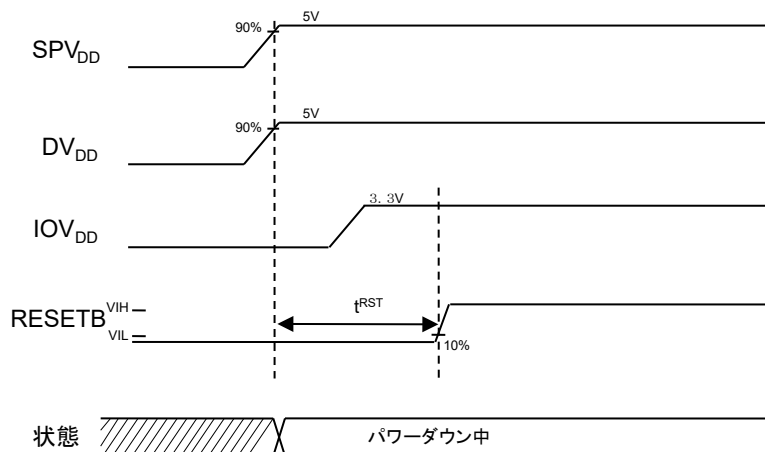 5V
90%
SPVDD
5V
90%
DVDD
3. 3V
IOVDD
tRST
RESETB VIH
VIL
10%
状態 パワーダウン中